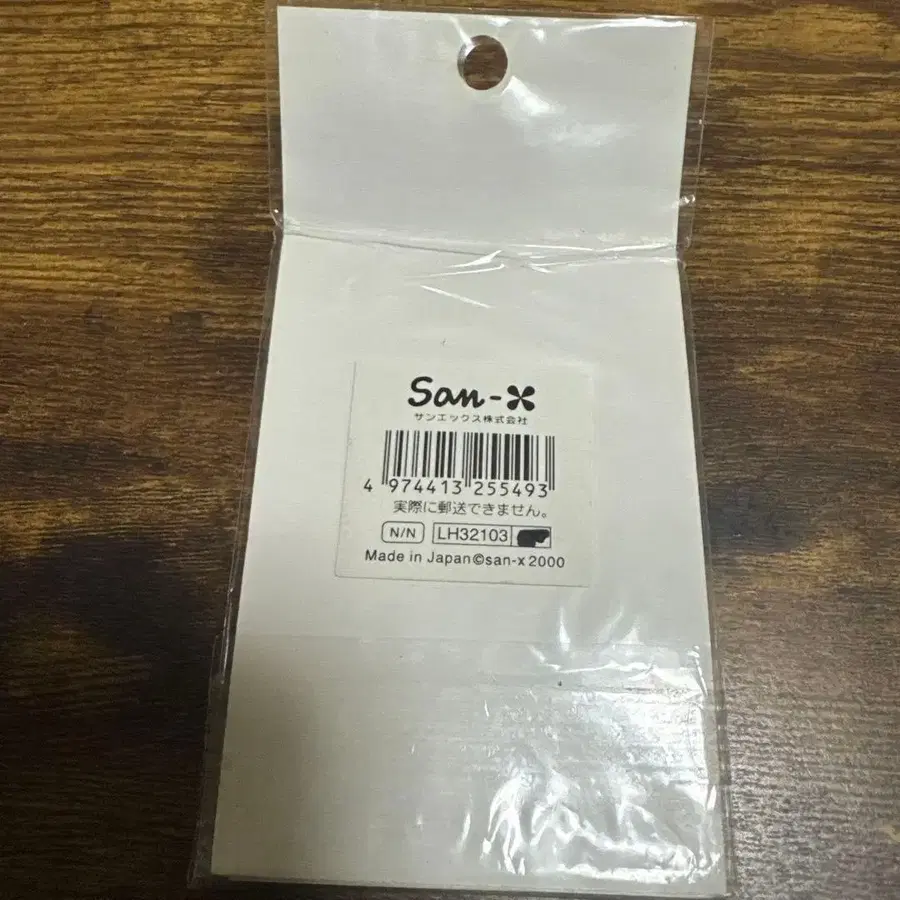 San-x
サンエックス株式会社
4 974413 255493
実際に郵送できません。
N/N LH32103
Made in Japan©san-x 2000